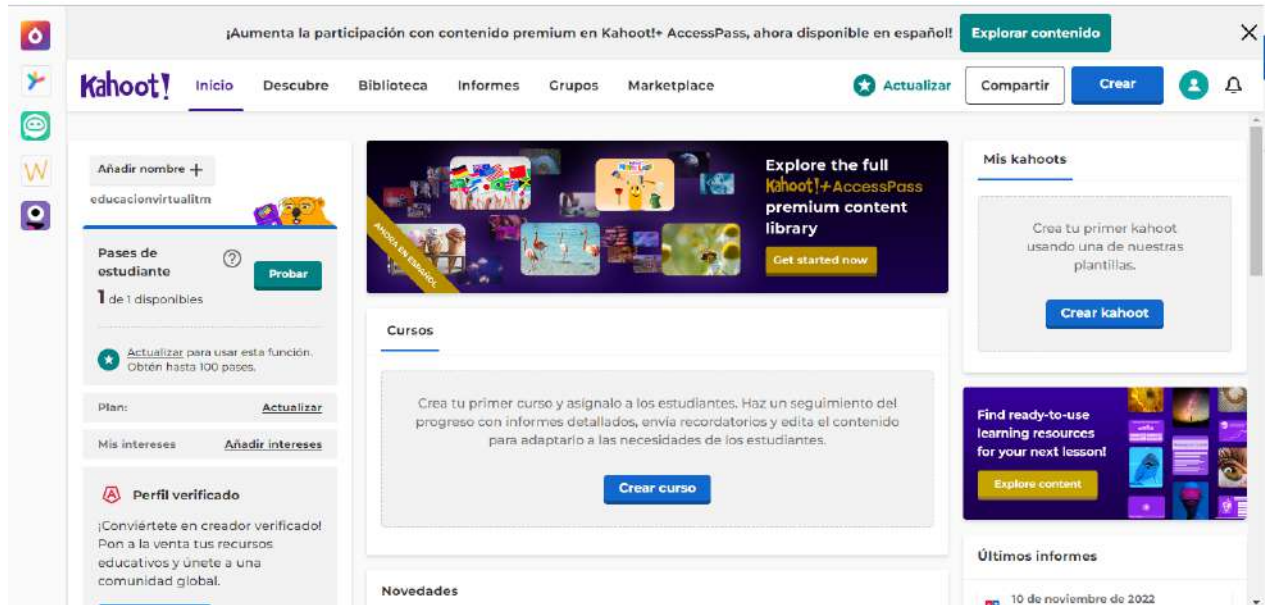 ¡Aumenta la participación con contenido premium en Kahoot!+ AccessPass, ahora disponible en español!
Explorar contenido
Kahoot!
Inicio
Descubre
Biblioteca
Informes
Grupos
Marketplace
Actualizar
Compartir
Crear
Añadir nombre +
educacionvirtualitm
Pases de
estudiante
Probar
1 de 1 disponibles
Actualizar para usar esta función.
Obtén hasta 100 pases.
Plan:
Actualizar
Mis intereses
Añadir intereses
Perfil verificado
¡Conviértete en creador verificado!
Pon a la venta tus recursos
educativos y únete a una
comunidad global.
AHORA EN ESPAÑOL
Explore the full
Kahoot!+AccessPass
premium content
library
Get started now
Cursos
Crea tu primer curso y asígnalo a los estudiantes. Haz un seguimiento del
progreso con informes detallados, envía recordatorios y edita el contenido
para adaptarlo a las necesidades de los estudiantes.
Crear curso
Novedades
Mis kahoots
Crea tu primer kahoot
usando una de nuestras
plantillas.
Crear kahoot
Find ready-to-use
learning resources
for your next lesson!
Explore content
Últimos informes
10 de noviembre de 2022